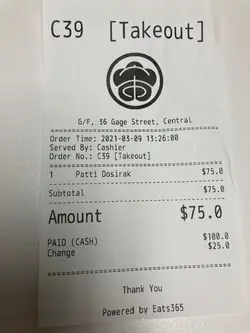 C39 [Takeout]
G/F, 36 Gage Street, Central
Order Time: 2021-03-09 13:26:00
Served By: Cashier
Order No.: C39 [Takeout]
1 Patti Dosirak $75.0
Subtotal $75.0
Amount $75.0
PAID (CASH) $100.0
Change $25.0
Thank You
Powered by Eats365